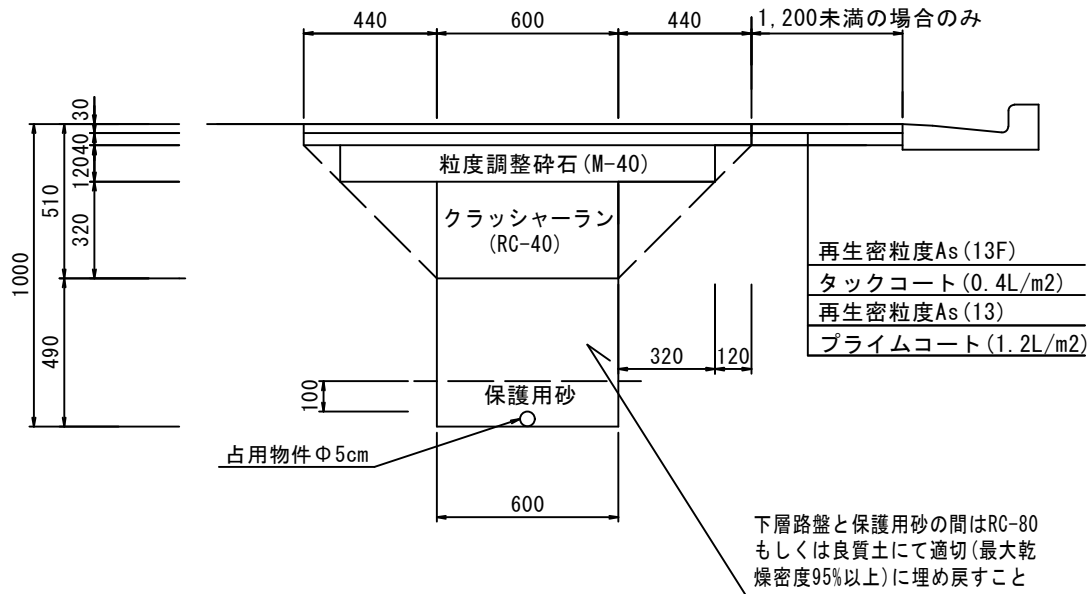 440
600
440
1,200未満の場合のみ
30
40
120
320
510
490
1000
100
粒度調整砕石(M-40)
クラッシャーラン
(RC-40)
再生密粒度As(13F)
タックコート(0.4L/m2)
再生密粒度As(13)
プライムコート(1.2L/m2)
320
120
保護用砂
占用物件Φ5cm
600
下層路盤と保護用砂の間はRC-80
もしくは良質土にて適切(最大乾
燥密度95%以上)に埋め戻すこと